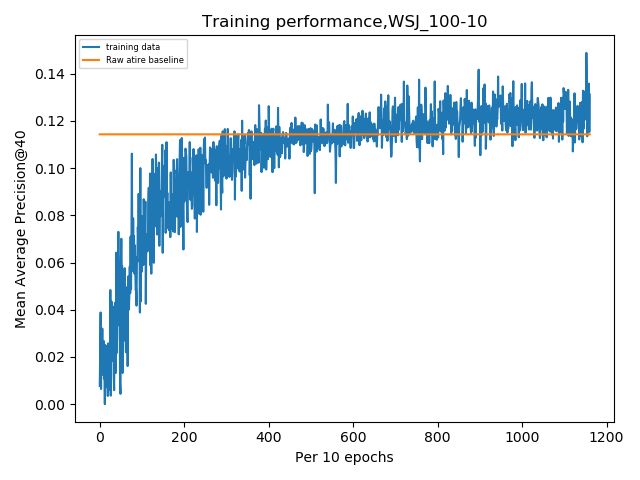 Training performance,WSJ_100-10
training data
Raw atire baseline
Mean Average Precision@40
0.14
0.12
0.10
0.08
0.06
0.04
0.02
0.00
0 200 400 600 800 1000 1200
Per 10 epochs